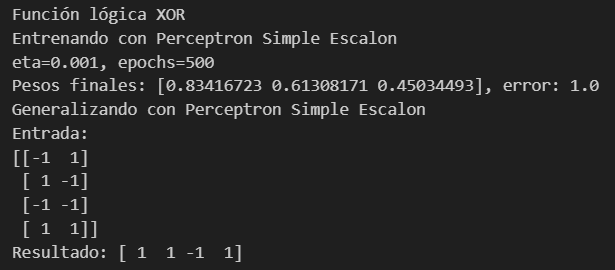 Función lógica XOR
Entrenando con Perceptron Simple Escalon
eta=0.001, epochs=500
Pesos finales: [0.83416723 0.61308171 0.45034493], error: 1.0
Generalizando con Perceptron Simple Escalon
Entrada:
[[-1  1]
 [ 1 -1]
 [-1 -1]
 [ 1  1]]
Resultado: [ 1  1 -1  1]